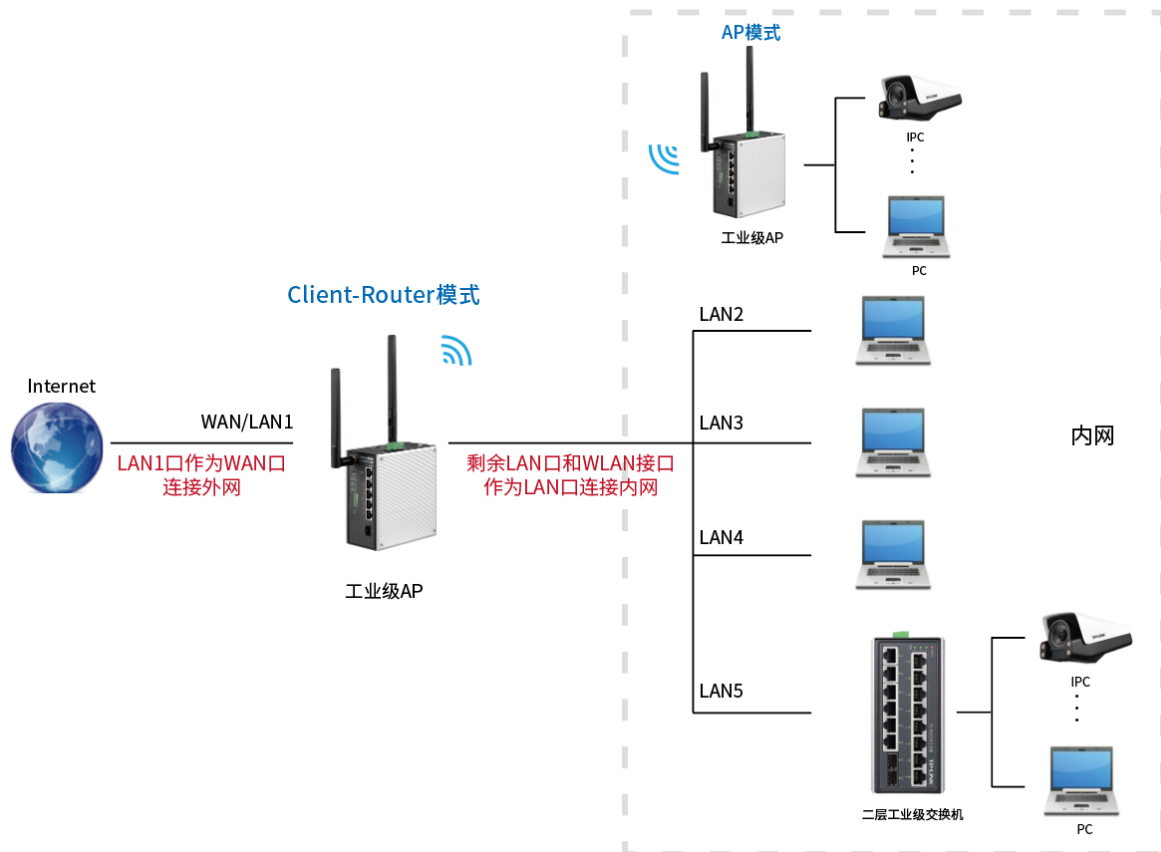 AP模式
IPC
工业级AP
PC
Client-Router模式
LAN2
Internet
WAN/LAN1
LAN3
内网
LAN1口作为WAN口
连接外网
剩余LAN口和WLAN接口
作为LAN口连接内网
LAN4
工业级AP
LAN5
IPC
二层工业级交换机
PC
TP-LINK